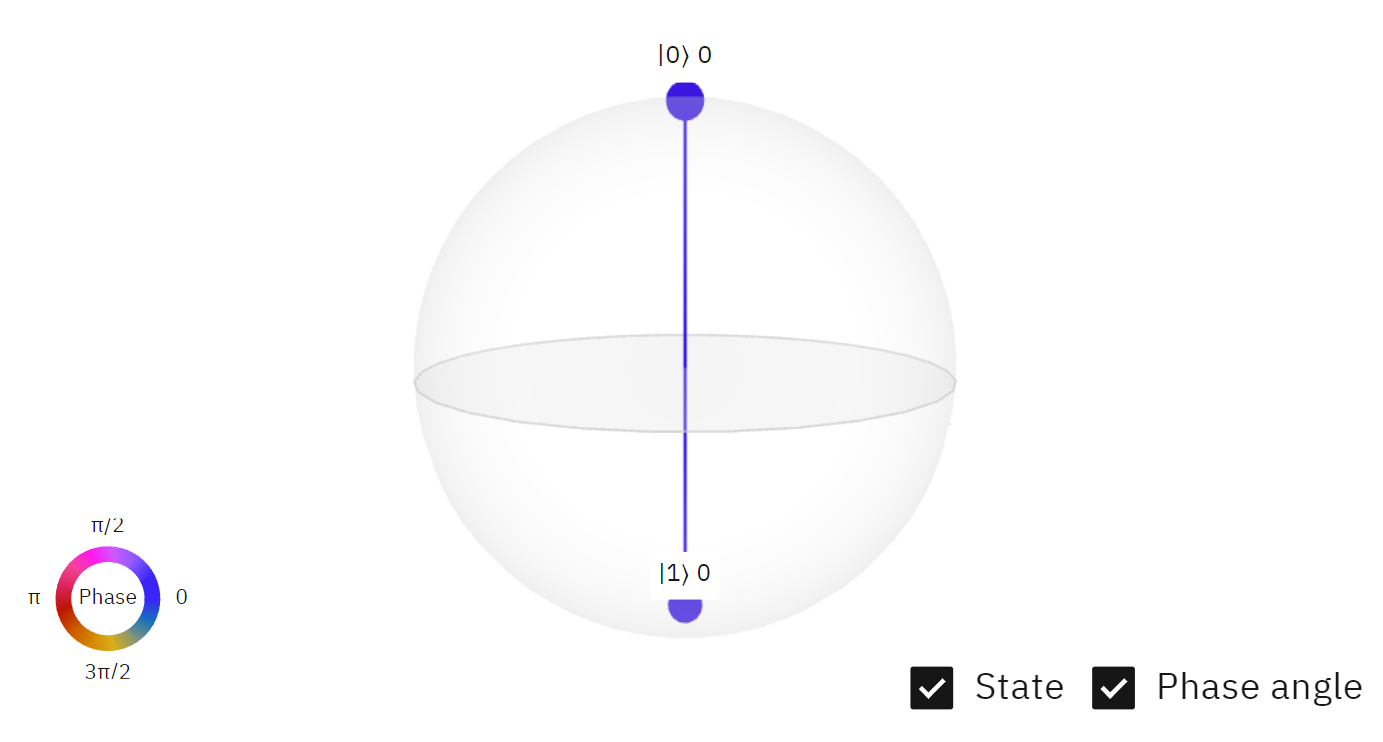 |0⟩ 0
|1⟩ 0
π/2
π
Phase
0
3π/2
State
Phase angle